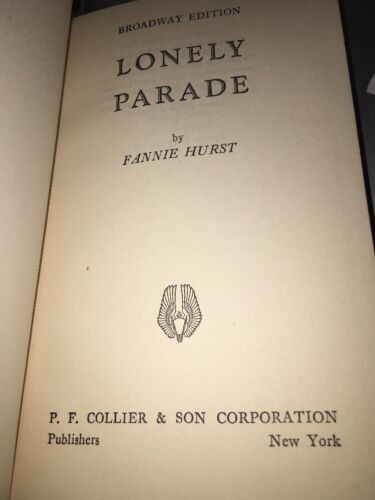 BROADWAY EDITION
LONELY
PARADE
by
FANNIE HURST
P. F. COLLIER & SON CORPORATION
Publishers New York